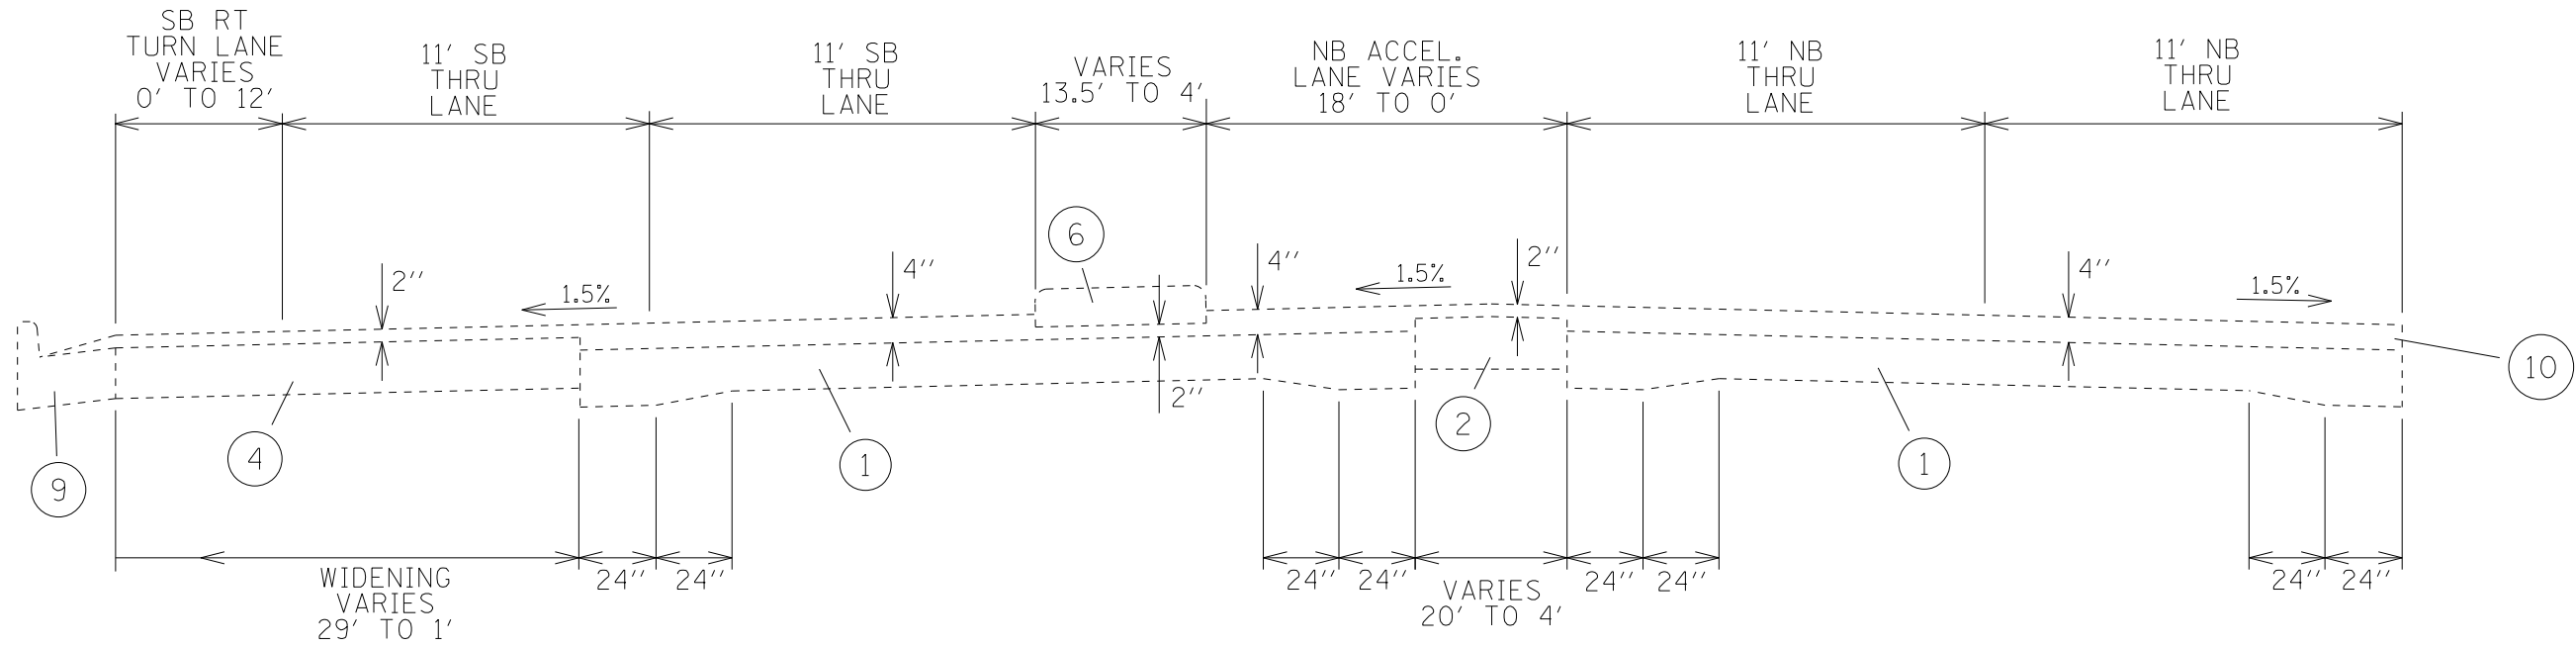 SB RT
TURN LANE
VARIES
0' TO 12'
11' SB
THRU
LANE
11' SB
THRU
LANE
VARIES
13.5' TO 4'
NB ACCEL.
LANE VARIES
18' TO 0'
11' NB
THRU
LANE
11' NB
THRU
LANE
2''
1.5%
4''
6
4''
1.5%
2''
4''
1.5%
2''
9
4
1
2
1
10
WIDENING
VARIES
29' TO 1'
24''
24''
24''
24''
VARIES
20' TO 4'
24''
24''
24''
24''